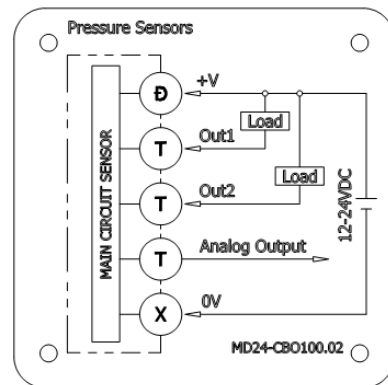 Pressure Sensors
MAIN CIRCUIT SENSOR
Đ +V
Load
T Out1
Load
T Out2
T Analog Output
12-24VDC
X 0V
MD24-CBO100.02